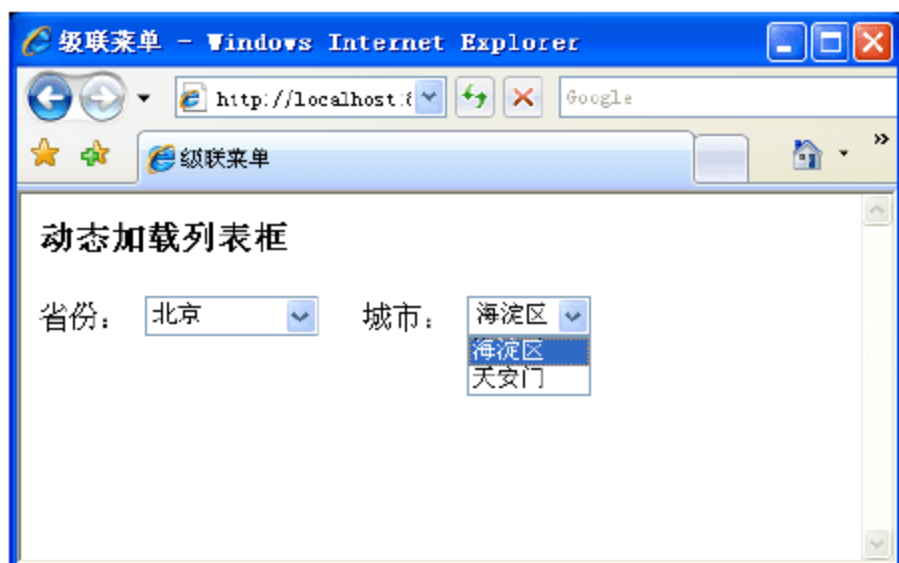 级联菜单 - Windows Internet Explorer
http://localhost:8
Google
级联菜单
»
动态加载列表框
省份： 北京 城市： 海淀区
海淀区
天安门